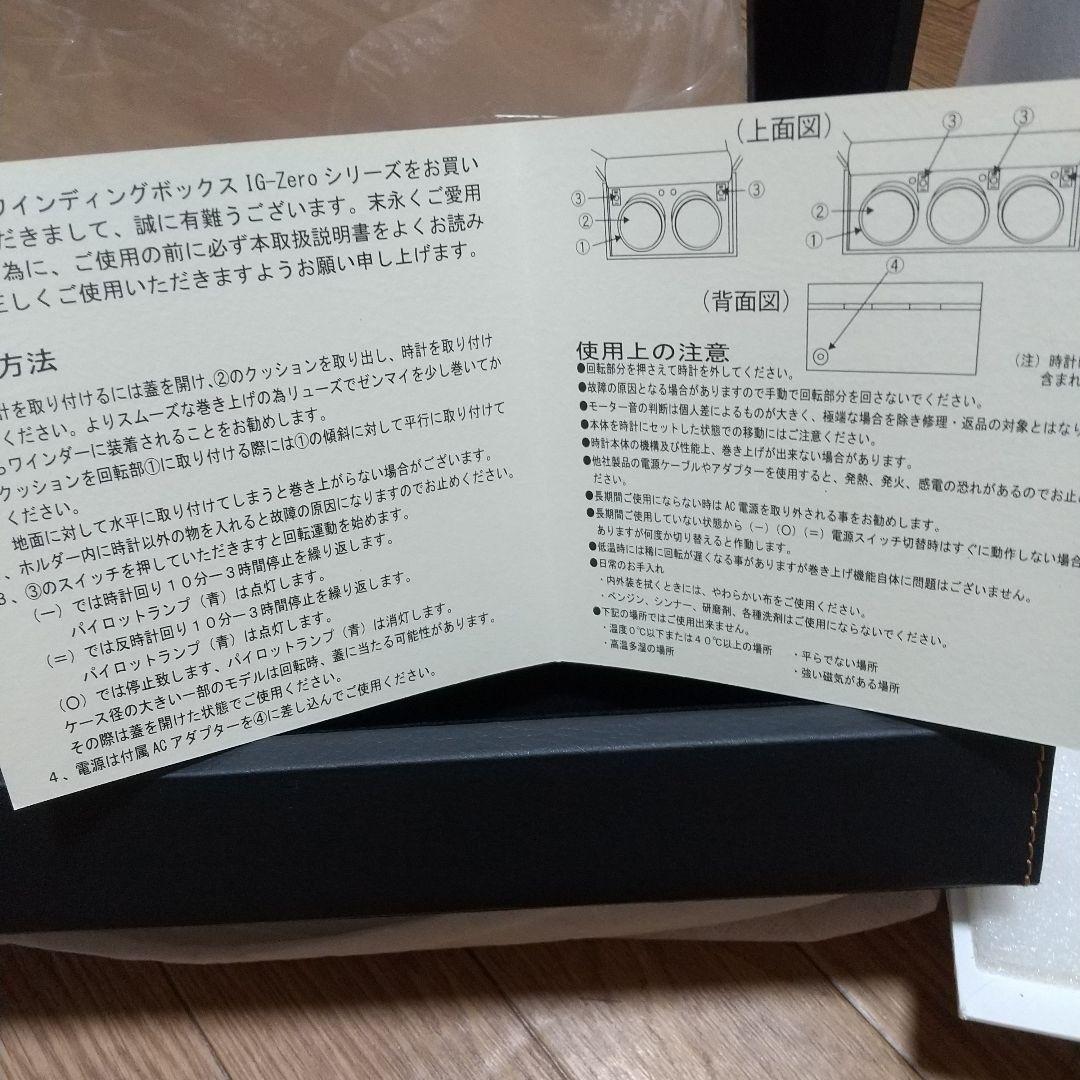 ワインディングボックス IG-Zeroシリーズをお買い
だきまして、誠に有難うございます。末永くご愛用
為に、ご使用の前に必ず本取扱説明書をよくお読み
正しくご使用いただきますようお願い申し上げます。
方法
計を取り付けるには蓋を開け、②のクッションを取り出し、時計を取り付け
ください。よりスムーズな巻き上げの為リューズでゼンマイを少し巻いてか
らワインダーに装着されることをお勧めします。
クッションを回転部①に取り付ける際には①の傾斜に対して平行に取り付けて
ください。
地面に対して水平に取り付けてしまうと巻き上がらない場合がございます。
、ホルダー内に時計以外の物を入れると故障の原因になりますのでお止めください。
3、③のスイッチを押していただきますと回転運動を始めます。
(－)では時計回り10分ー3時間停止を繰り返します。
パイロットランプ(青)は点灯します。
(＝)では反時計回り10分ー3時間停止を繰り返します。
パイロットランプ(青)は点灯します。
(○)では停止致します、パイロットランプ(青)は消灯します。
ケース径の大きい一部のモデルは回転時、蓋に当たる可能性があります。
その際は蓋を開けた状態でご使用ください。
4、電源は付属ACアダプターを④に差し込んでご使用ください。
(上面図)
③
③
③
③
②
①
②
①
④
(背面図)
(注)時計
含まれ
使用上の注意
●回転部分を押さえて時計を外してください。
●故障の原因となる場合がありますので手動で回転部分を回さないでください。
●モーター音の判断は個人差によるものが大きく、極端な場合を除き修理・返品の対象とはなり
●本体を時計にセットした状態での移動にはご注意ください。
●時計本体の機構及び性能上、巻き上げが出来ない場合があります。
●他社製品の電源ケーブルやアダプターを使用すると、発熱、発火、感電の恐れがあるのでお止め
ださい。
●長期間ご使用にならない時はAC電源を取り外される事をお勧めします。
●長期間ご使用していない状態から(－)(○)(＝)電源スイッチ切替時はすぐに動作しない場合
ありますが何度か切り替えると作動します。
●低温時には稀に回転が遅くなる事がありますが巻き上げ機能自体に問題はございません。
●日常のお手入れ
・内外装を拭くときには、やわらかい布をご使用ください。
・ベンジン、シンナー、研磨剤、各種洗剤はご使用にならないでください。
●下記の場所ではご使用出来ません。
・温度0℃以下または40℃以上の場所
・平らでない場所
・高温多湿の場所
・強い磁気がある場所